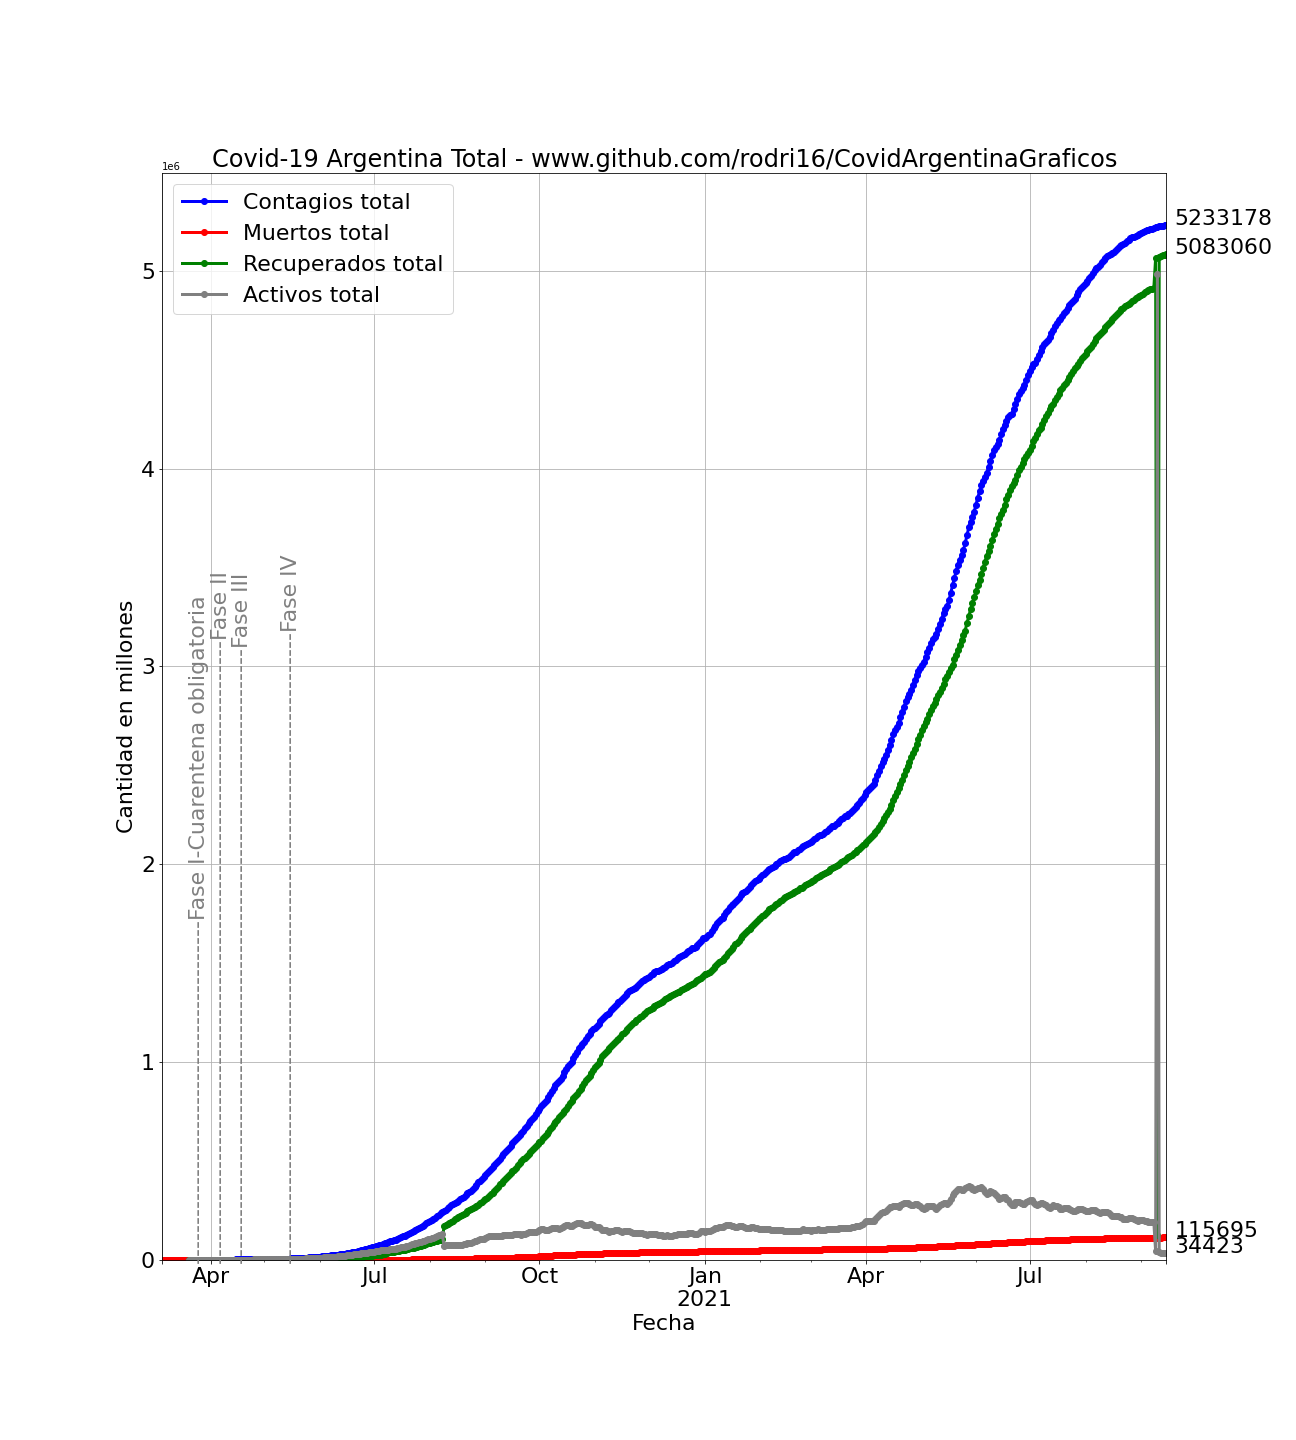 Covid-19 Argentina Total - www.github.com/rodri16/CovidArgentinaGraficos
1e6
Contagios total
Muertos total
Recuperados total
Activos total
5233178
5083060
115695
34423
5
4
3
2
1
0
Cantidad en millones
Fase I-Cuarentena obligatoria
Fase II
Fase III
Fase IV
Apr
Jul
Oct
Jan
2021
Apr
Jul
Fecha